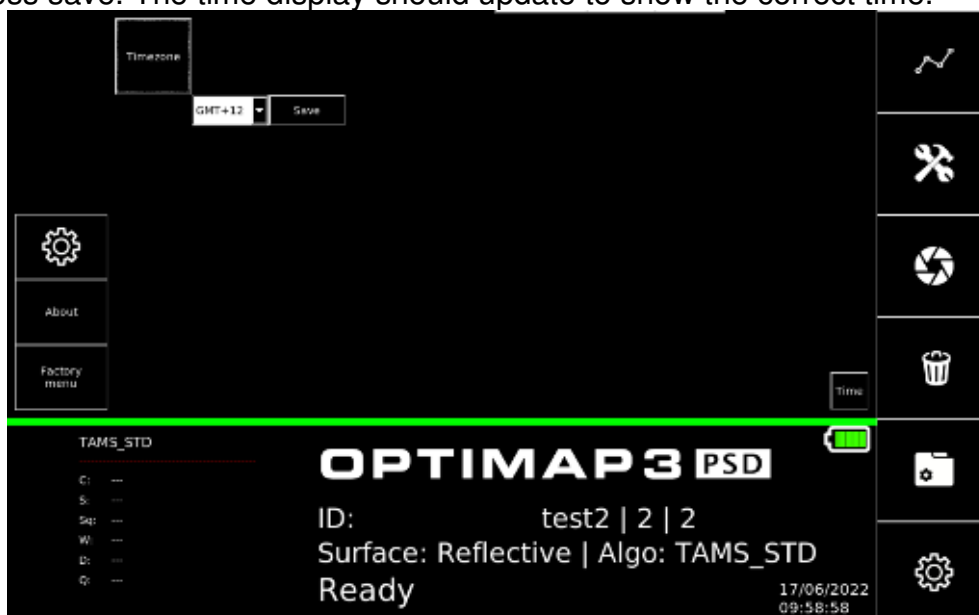 ess save. The time display should update to show the correct time.
Timezone
GMT+12
Save
About
Factory
menu
Time
TAMS_STD
C: ---
S: ---
Sq: ---
W: ---
D: ---
Q: ---
OPTIMAP3 PSD
ID: test2 | 2 | 2
Surface: Reflective | Algo: TAMS_STD
Ready
17/06/2022
09:58:58